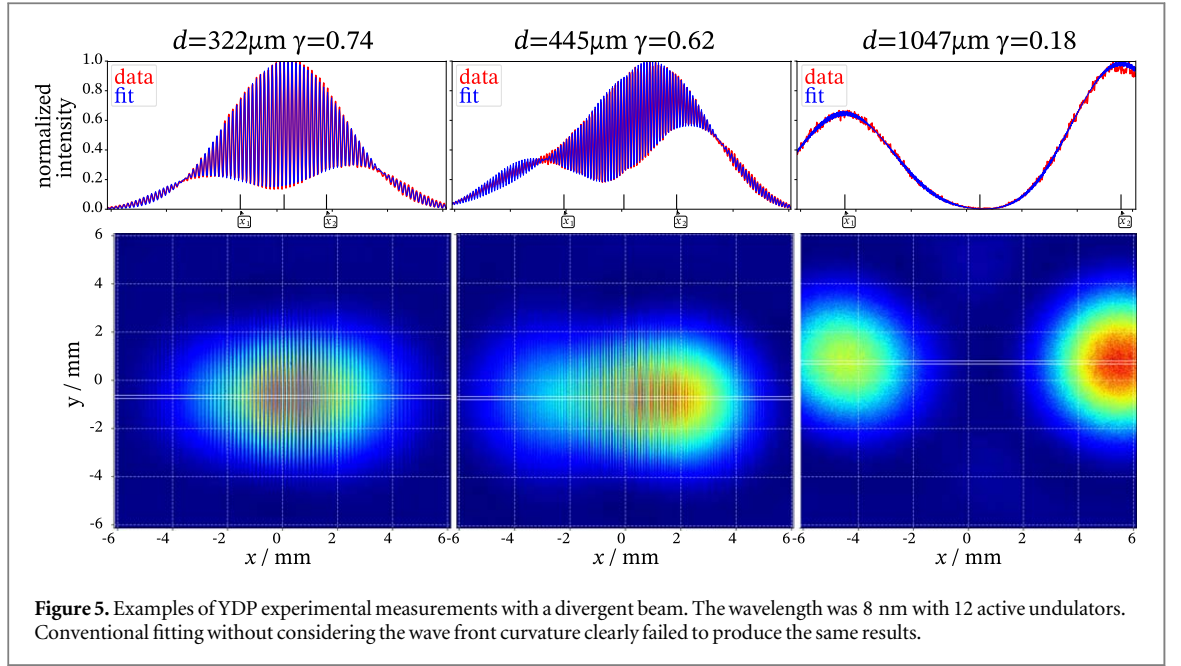 d=322μm γ=0.74 d=445μm γ=0.62 d=1047μm γ=0.18
normalized
intensity
1.0
0.8
0.6
0.4
0.2
0.0
data
fit
data
fit
data
fit
x₁ x₂ x₁ x₂ x₁ x₂
y / mm
6
4
2
0
-2
-4
-6
-6 -4 -2 0 2 4 6 -6 -4 -2 0 2 4 6 -6 -4 -2 0 2 4 6
x / mm x / mm x / mm
Figure 5. Examples of YDP experimental measurements with a divergent beam. The wavelength was 8 nm with 12 active undulators.
Conventional fitting without considering the wave front curvature clearly failed to produce the same results.